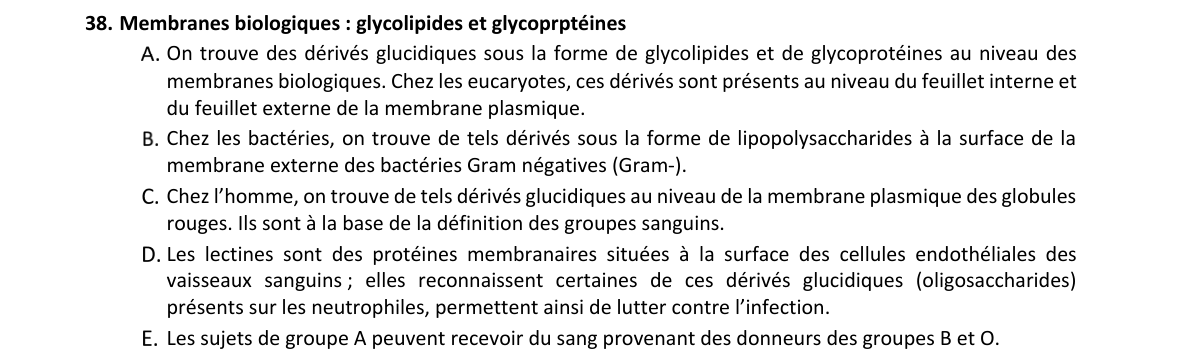 38. Membranes biologiques : glycolipides et glycoprptéines
A. On trouve des dérivés glucidiques sous la forme de glycolipides et de glycoprotéines au niveau des
membranes biologiques. Chez les eucaryotes, ces dérivés sont présents au niveau du feuillet interne et
du feuillet externe de la membrane plasmique.
B. Chez les bactéries, on trouve de tels dérivés sous la forme de lipopolysaccharides à la surface de la
membrane externe des bactéries Gram négatives (Gram-).
C. Chez l’homme, on trouve de tels dérivés glucidiques au niveau de la membrane plasmique des globules
rouges. Ils sont à la base de la définition des groupes sanguins.
D. Les lectines sont des protéines membranaires situées à la surface des cellules endothéliales des
vaisseaux sanguins ; elles reconnaissent certaines de ces dérivés glucidiques (oligosaccharides)
présents sur les neutrophiles, permettent ainsi de lutter contre l’infection.
E. Les sujets de groupe A peuvent recevoir du sang provenant des donneurs des groupes B et O.